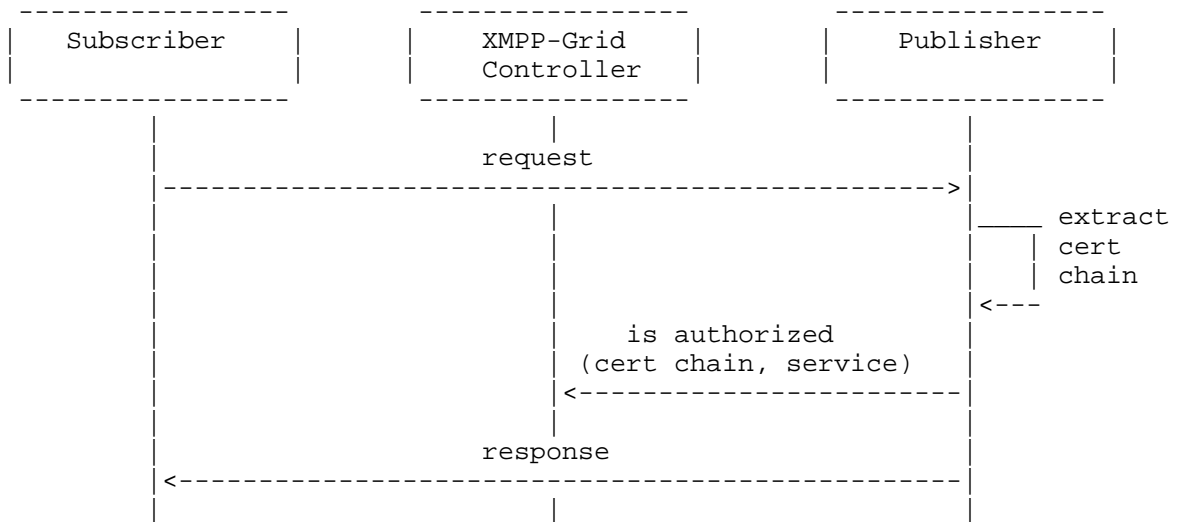 Subscriber XMPP-Grid Publisher
Controller
request
extract
cert
chain
is authorized
(cert chain, service)
response